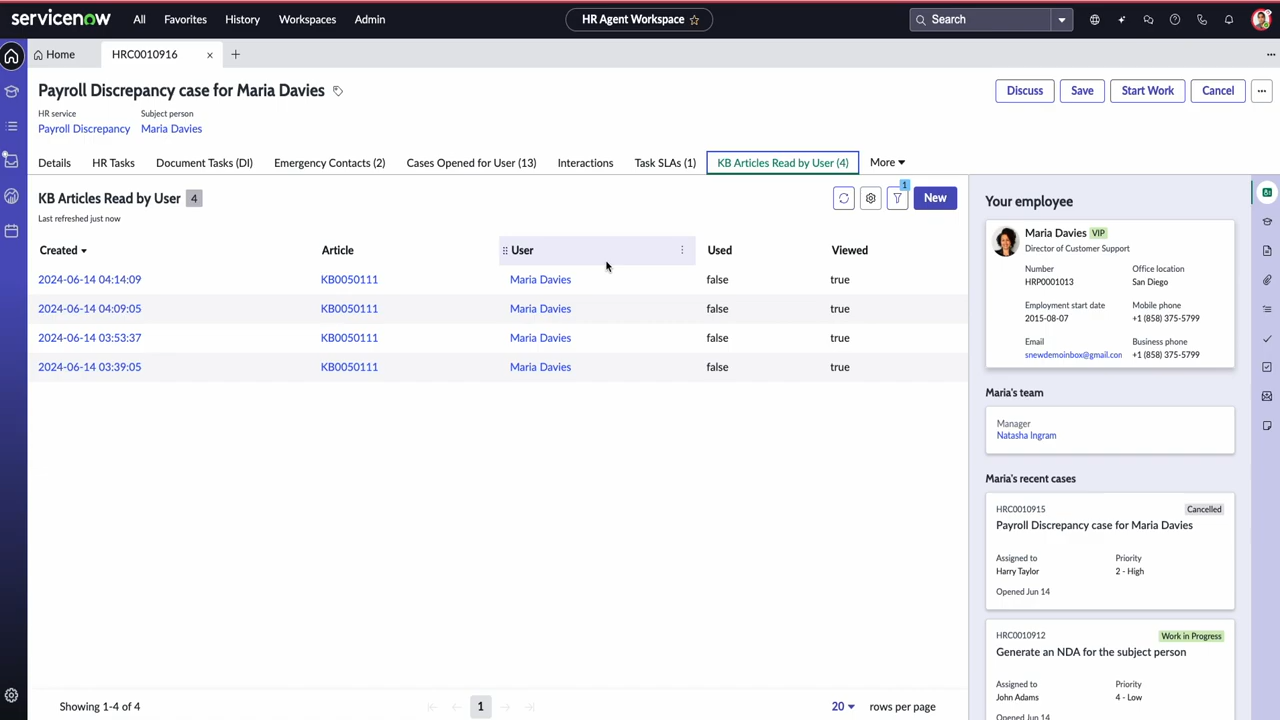 servicenow All Favorites History Workspaces Admin HR Agent Workspace Search
Home HRC0010916
Payroll Discrepancy case for Maria Davies Discuss Save Start Work Cancel
HR service Subject person
Payroll Discrepancy Maria Davies
Details HR Tasks Document Tasks (DI) Emergency Contacts (2) Cases Opened for User (13) Interactions Task SLAs (1) KB Articles Read by User (4) More
KB Articles Read by User 4 1 New
Last refreshed just now
Created Article User Used Viewed
2024-06-14 04:14:09 KB0050111 Maria Davies false true
2024-06-14 04:09:05 KB0050111 Maria Davies false true
2024-06-14 03:53:37 KB0050111 Maria Davies false true
2024-06-14 03:39:05 KB0050111 Maria Davies false true
Showing 1-4 of 4 1 20 rows per page
Your employee
Maria Davies VIP
Director of Customer Support
Number Office location
HRP0001013 San Diego
Employment start date Mobile phone
2015-08-07 +1 (858) 375-5799
Email Business phone
snewdemoinbox@gmail.con +1 (858) 375-5799
Maria's team
Manager
Natasha Ingram
Maria's recent cases
HRC0010915 Cancelled
Payroll Discrepancy case for Maria Davies
Assigned to Priority
Harry Taylor 2 - High
Opened Jun 14
HRC0010912 Work in Progress
Generate an NDA for the subject person
Assigned to Priority
John Adams 4 - Low
Opened Jun 14